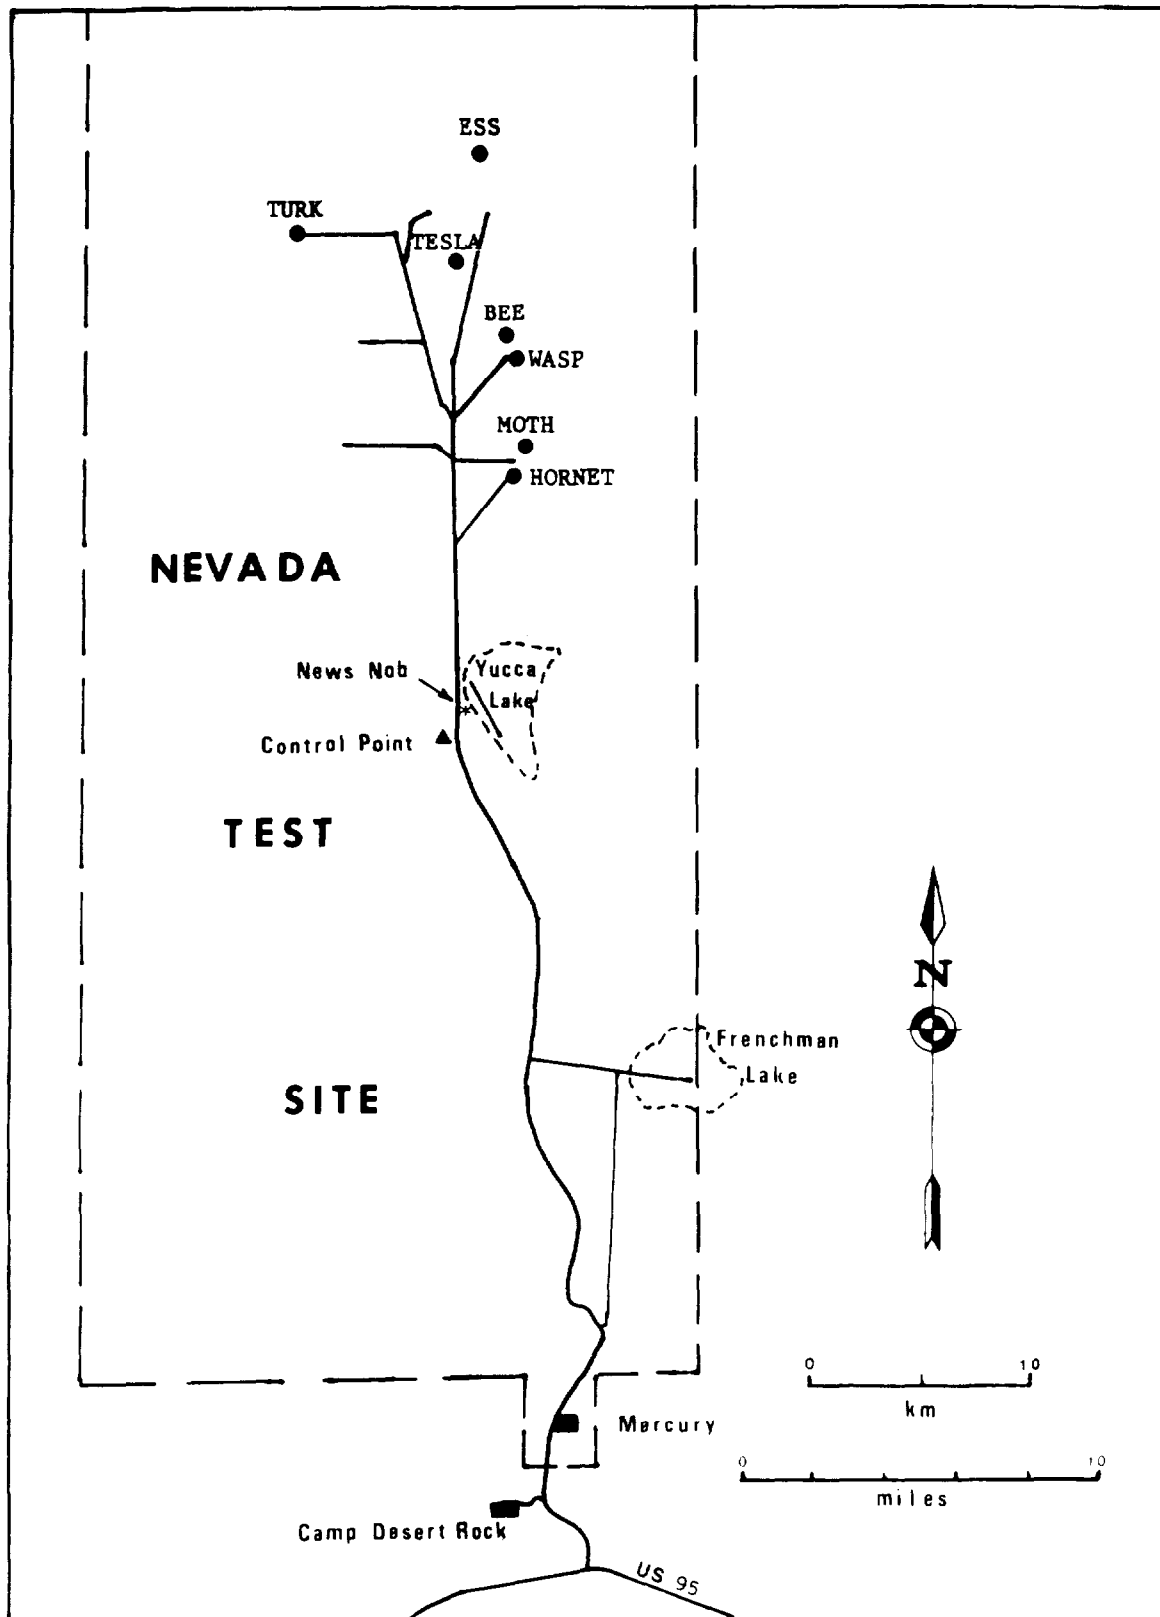 ESS
TURK
TESLA
BEE
WASP
MOTH
HORNET
NEVADA
News Nob
Yucca
Lake
Control Point
TEST
N
Frenchman
Lake
SITE
0 10
km
Mercury
0 10
miles
Camp Desert Rock
US 95